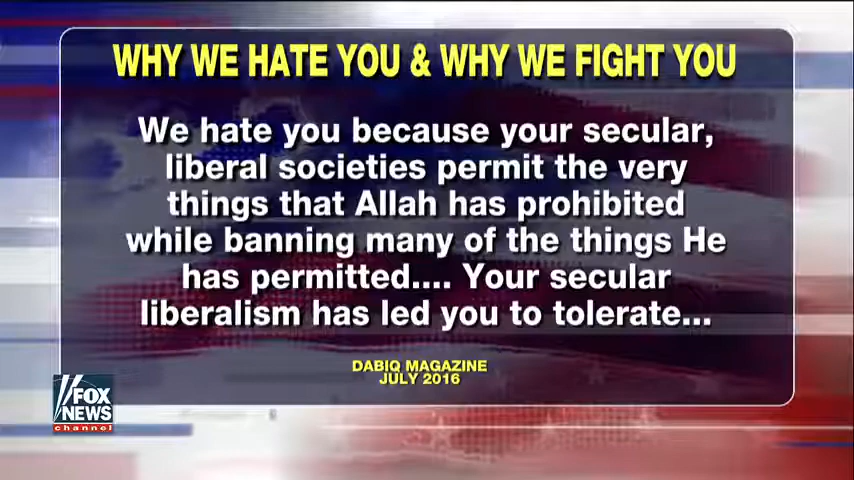 WHY WE HATE YOU & WHY WE FIGHT YOU
We hate you because your secular,
liberal societies permit the very
things that Allah has prohibited
while banning many of the things He
has permitted.... Your secular
liberalism has led you to tolerate...
DABIQ MAGAZINE
JULY 2016
FOX
NEWS
channel